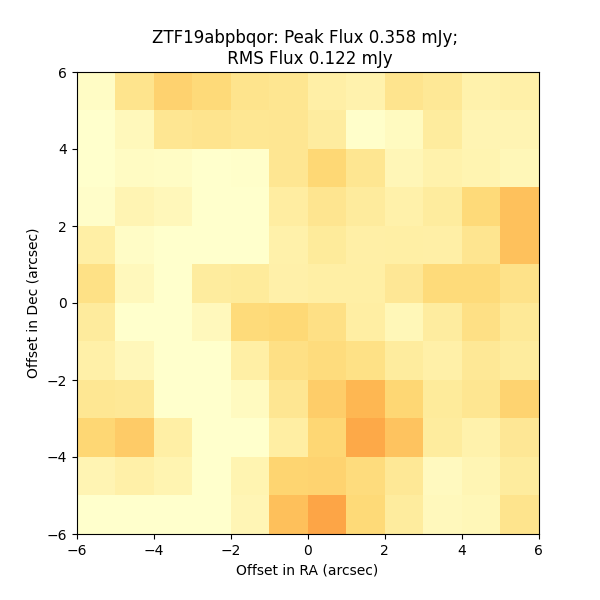 ZTF19abpbqor: Peak Flux 0.358 mJy;
RMS Flux 0.122 mJy
6
4
2
0
−2
−4
−6
Offset in Dec (arcsec)
−6 −4 −2 0 2 4 6
Offset in RA (arcsec)